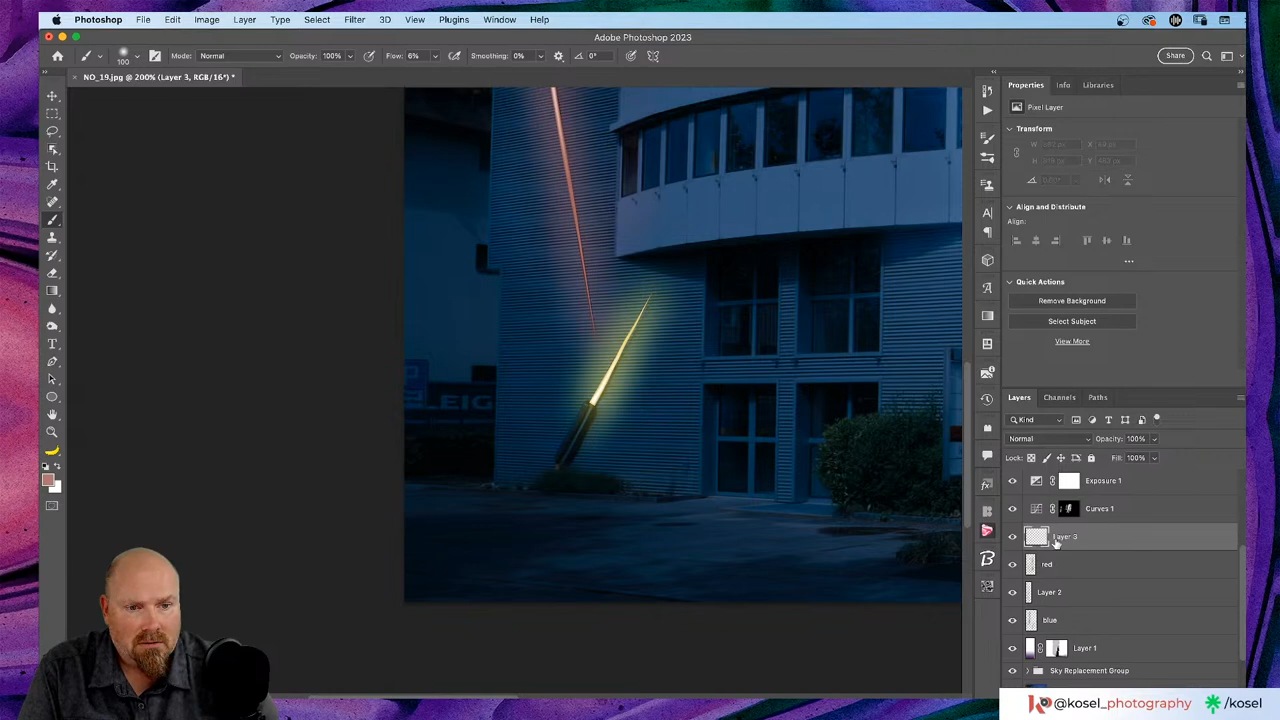 Photoshop File Edit Image Layer Type Select Filter 3D View Plugins Window Help
Adobe Photoshop 2023
100 Mode: Normal Opacity: 100% Flow: 6% Smoothing: 0% 0° Share
NO_19.jpg @ 200% (Layer 3, RGB/16*) *
Properties Info Libraries
Pixel Layer
Transform
Align and Distribute
Align:
Quick Actions
Remove Background
Select Subject
View More
Layers Channels Paths
Kind
Normal Opacity: 100%
Lock: Fill: 100%
Exposure 1
Curves 1
Layer 3
red
Layer 2
blue
Layer 1
Sky Replacement Group
@kosel_photography /kosel